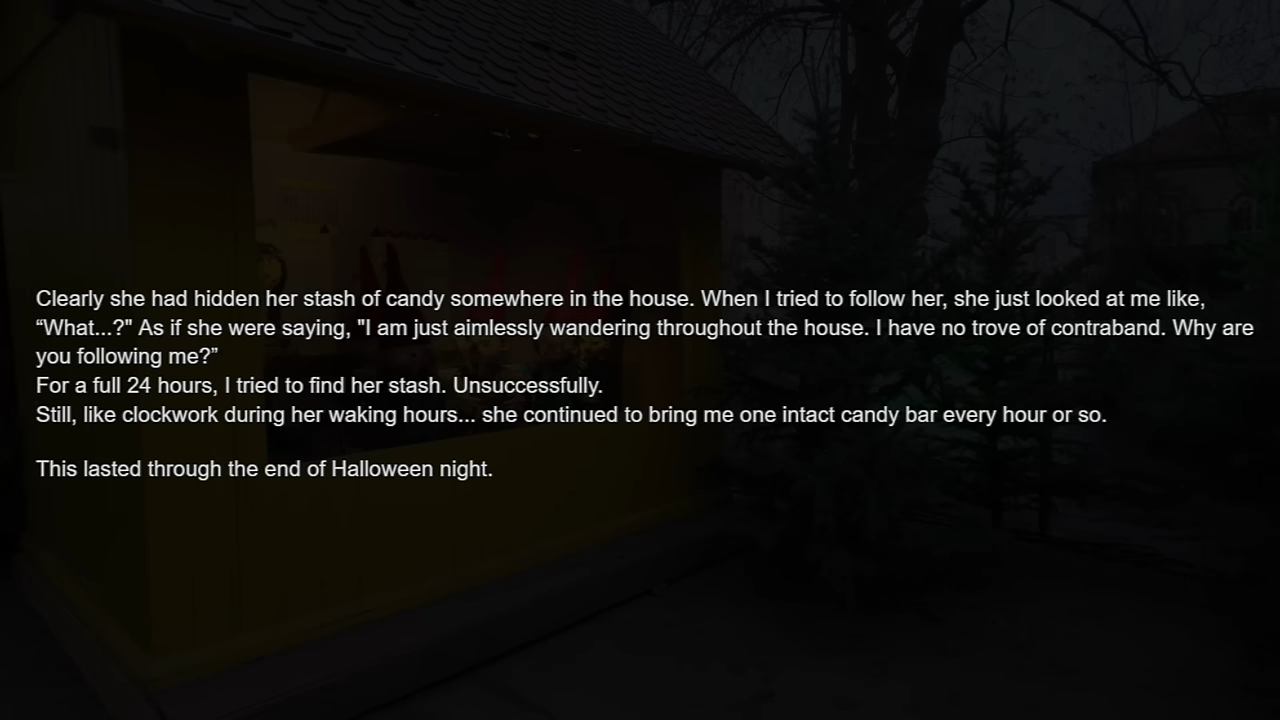 Clearly she had hidden her stash of candy somewhere in the house. When I tried to follow her, she just looked at me like,
“What...?" As if she were saying, "I am just aimlessly wandering throughout the house. I have no trove of contraband. Why are
you following me?”
For a full 24 hours, I tried to find her stash. Unsuccessfully.
Still, like clockwork during her waking hours... she continued to bring me one intact candy bar every hour or so.
This lasted through the end of Halloween night.